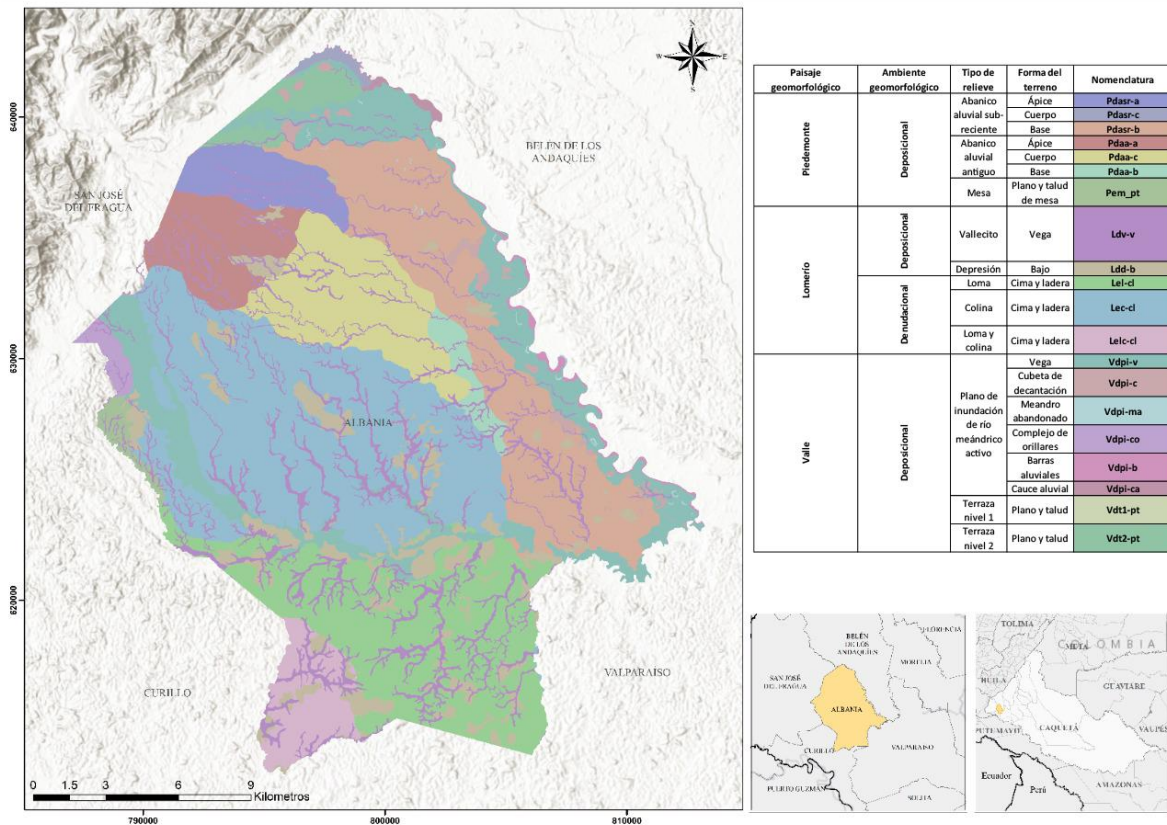 N
W
E
S
640000
630000
620000
790000
800000
810000
SAN JOSÉ
DEL FRAGUA
BELÉN DE LOS
ANDAQUÍES
ALBANIA
CURILLO
VALPARAISO
0 1.5 3 6 9
Kilometros
Paisaje geomorfológico
Ambiente geomorfológico
Tipo de relieve
Forma del terreno
Nomenclatura
Piedemonte
Deposicional
Abanico
aluvial sub-
reciente
Ápice
Pdasr-a
Cuerpo
Pdasr-c
Base
Pdasr-b
Abanico
aluvial
antiguo
Ápice
Pdaa-a
Cuerpo
Pdaa-c
Base
Pdaa-b
Mesa
Plano y talud
de mesa
Pem_pt
Lomerío
Deposicional
Vallecito
Vega
Ldv-v
Depresión
Bajo
Ldd-b
Denudacional
Loma
Cima y ladera
Lel-cl
Colina
Cima y ladera
Lec-cl
Loma y
colina
Cima y ladera
Lelc-cl
Valle
Deposicional
Plano de
inundación
de río
meándrico
activo
Vega
Vdpi-v
Cubeta de
decantación
Vdpi-c
Meandro
abandonado
Vdpi-ma
Complejo de
orillares
Vdpi-co
Barras
aluviales
Vdpi-b
Cauce aluvial
Vdpi-ca
Terraza
nivel 1
Plano y talud
Vdt1-pt
Terraza
nivel 2
Plano y talud
Vdt2-pt
FLORENCIA
BELÉN
DE LOS
ANDAQUÍES
MORELIA
SAN JOSÉ
DEL FRAGUA
ALBANIA
CURILLO
VALPARAISO
PUERTO GUZMÁN
SOLITA
TOLIMA
COLOMBIA
META
HUILA
GUAVIARE
CAQUETÁ
VAUPÉS
PUTUMAYO
Ecuador
Perú
AMAZONAS